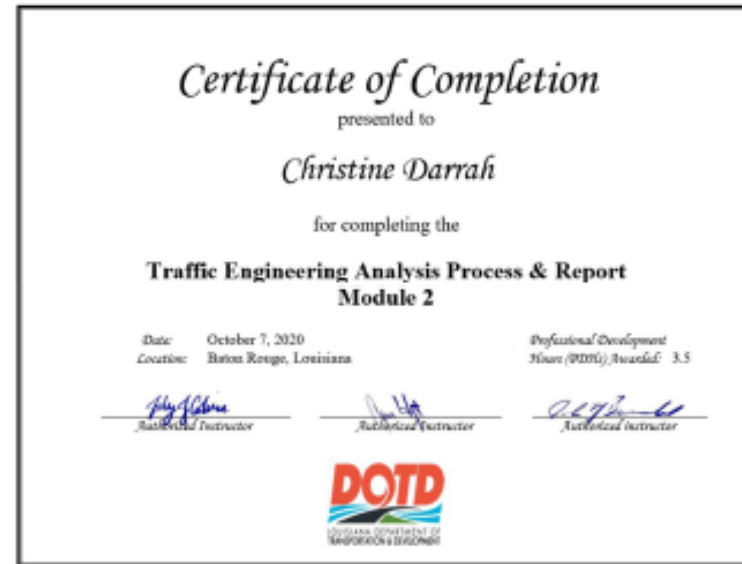 Certificate of Completion
presented to
Christine Darrah
for completing the
Traffic Engineering Analysis Process & Report
Module 2
Date: October 7, 2020
Location: Baton Rouge, Louisiana
Professional Development
Hours (PDHs) Awarded: 3.5
Authorized Instructor
Authorized Instructor
Authorized instructor
DOTD
LOUISIANA DEPARTMENT OF
TRANSPORTATION & DEVELOPMENT